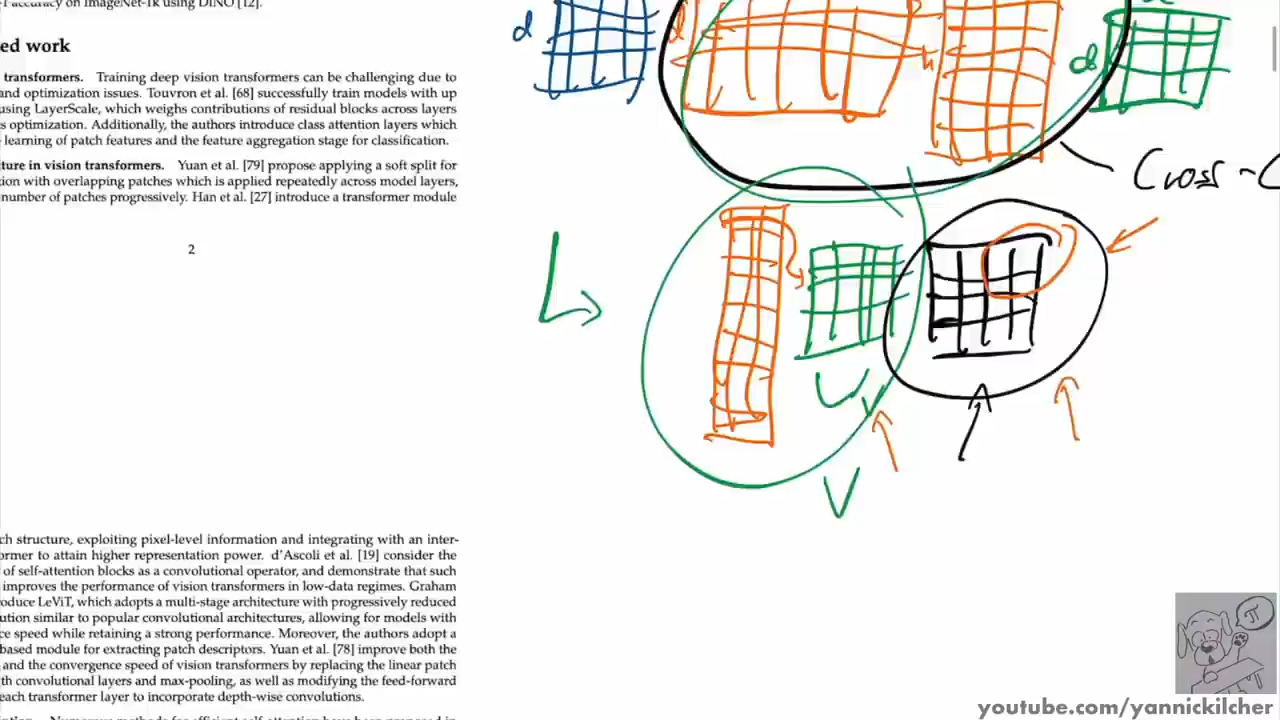 1 accuracy on ImageNet-1k using DINO [12].
ed work
transformers. Training deep vision transformers can be challenging due to
and optimization issues. Touvron et al. [68] successfully train models with up
using LayerScale, which weighs contributions of residual blocks across layers
s optimization. Additionally, the authors introduce class attention layers which
learning of patch features and the feature aggregation stage for classification.
ture in vision transformers. Yuan et al. [79] propose applying a soft split for
ion with overlapping patches which is applied repeatedly across model layers,
number of patches progressively. Han et al. [27] introduce a transformer module
2
ch structure, exploiting pixel-level information and integrating with an inter-
ormer to attain higher representation power. d'Ascoli et al. [19] consider the
of self-attention blocks as a convolutional operator, and demonstrate that such
improves the performance of vision transformers in low-data regimes. Graham
oduce LeViT, which adopts a multi-stage architecture with progressively reduced
ution similar to popular convolutional architectures, allowing for models with
ce speed while retaining a strong performance. Moreover, the authors adopt a
based module for extracting patch descriptors. Yuan et al. [78] improve both the
and the convergence speed of vision transformers by replacing the linear patch
th convolutional layers and max-pooling, as well as modifying the feed-forward
each transformer layer to incorporate depth-wise convolutions.
d
d
d
h
Cross-C
V
π
youtube.com/yannickilcher